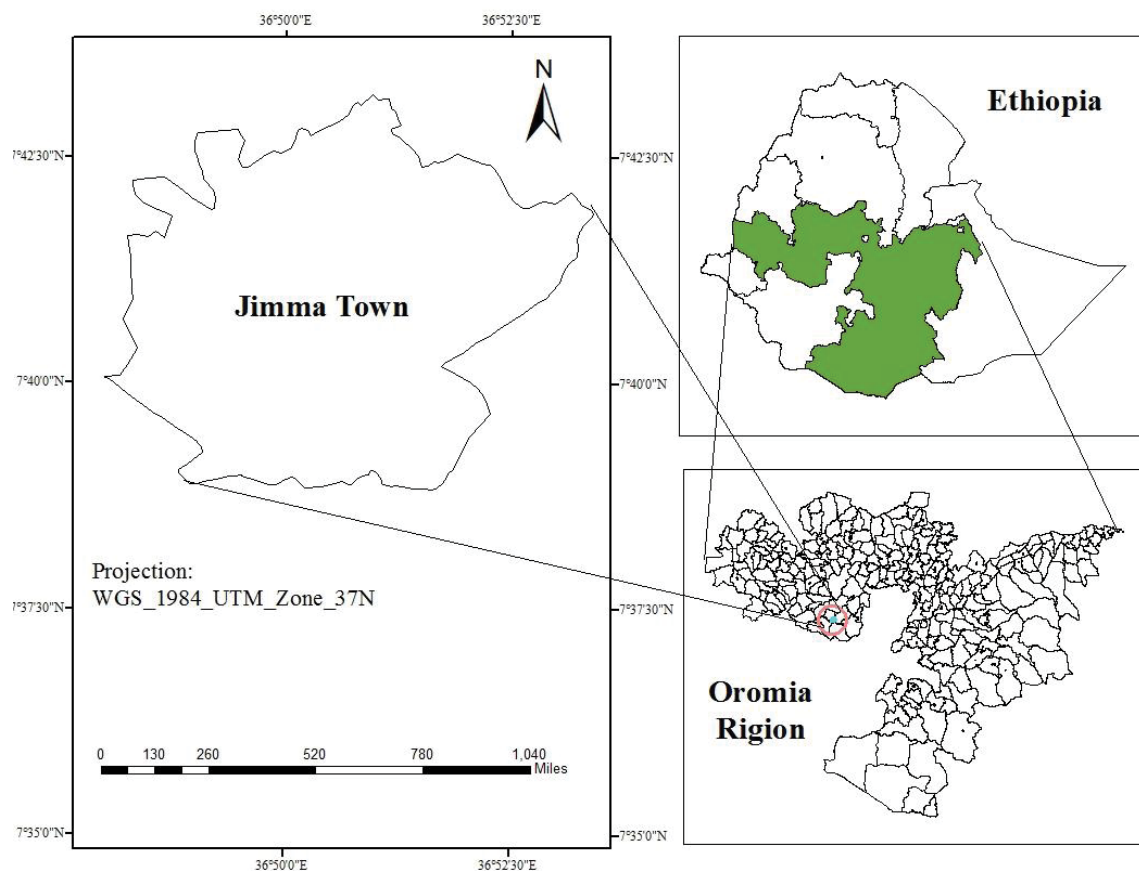 36°50'0"E
36°52'30"E
N
7°42'30"N
7°42'30"N
Ethiopia
Jimma Town
7°40'0"N
7°40'0"N
Projection:
WGS_1984_UTM_Zone_37N
7°37'30"N
7°37'30"N
Oromia
Rigion
0 130 260 520 780 1,040
Miles
7°35'0"N
7°35'0"N
36°50'0"E
36°52'30"E